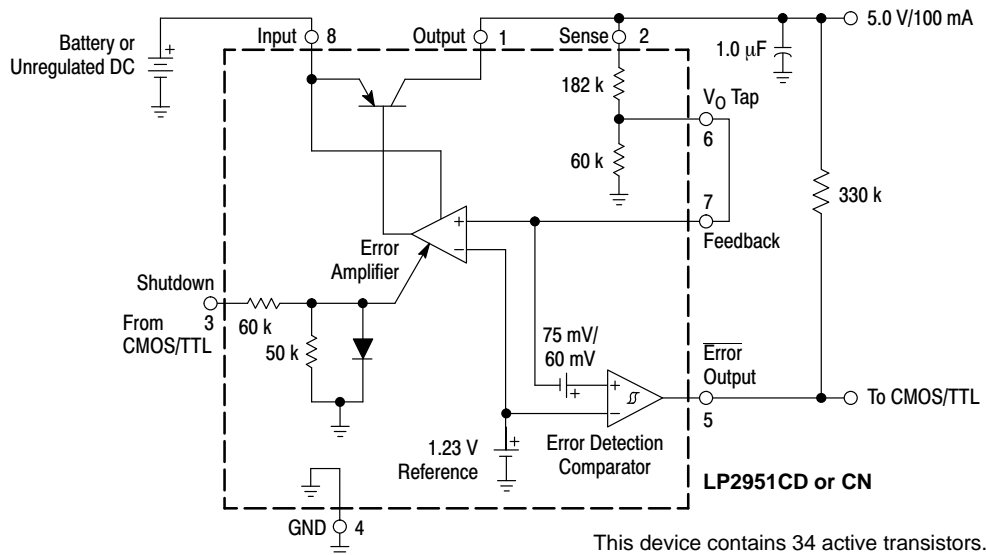 Battery or
Unregulated DC
+
Input 8
Output 1
Sense 2
5.0 V/100 mA
1.0 µF
182 k
60 k
V_O Tap
6
7
Feedback
330 k
+
−
Error
Amplifier
Shutdown
3
From
CMOS/TTL
60 k
50 k
75 mV/
60 mV
+
+
−
Error
Output
5
To CMOS/TTL
1.23 V
Reference
+
Error Detection
Comparator
LP2951CD or CN
GND 4
This device contains 34 active transistors.